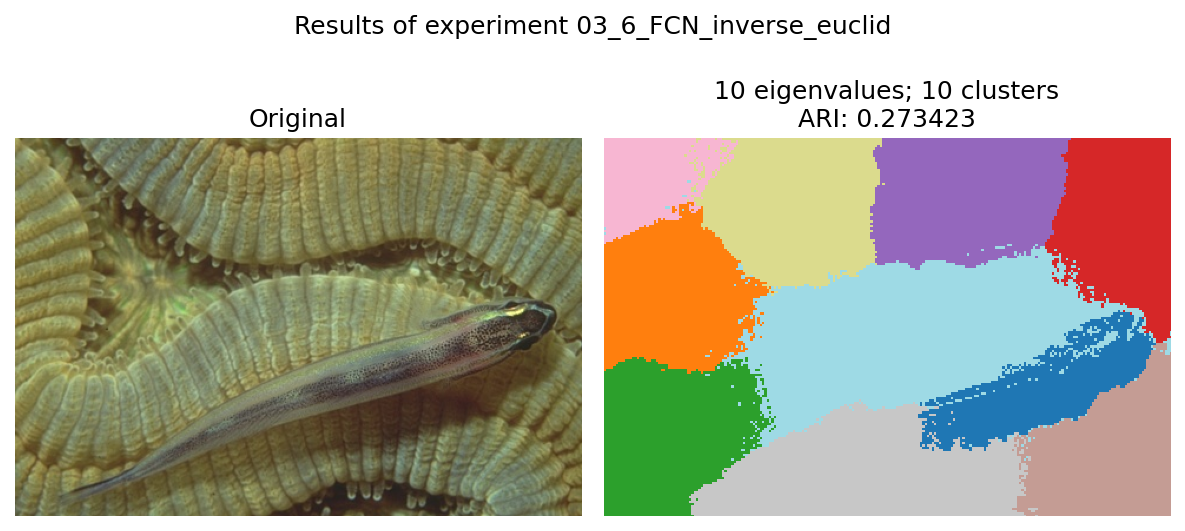 Results of experiment 03_6_FCN_inverse_euclid
Original
10 eigenvalues; 10 clusters
ARI: 0.273423